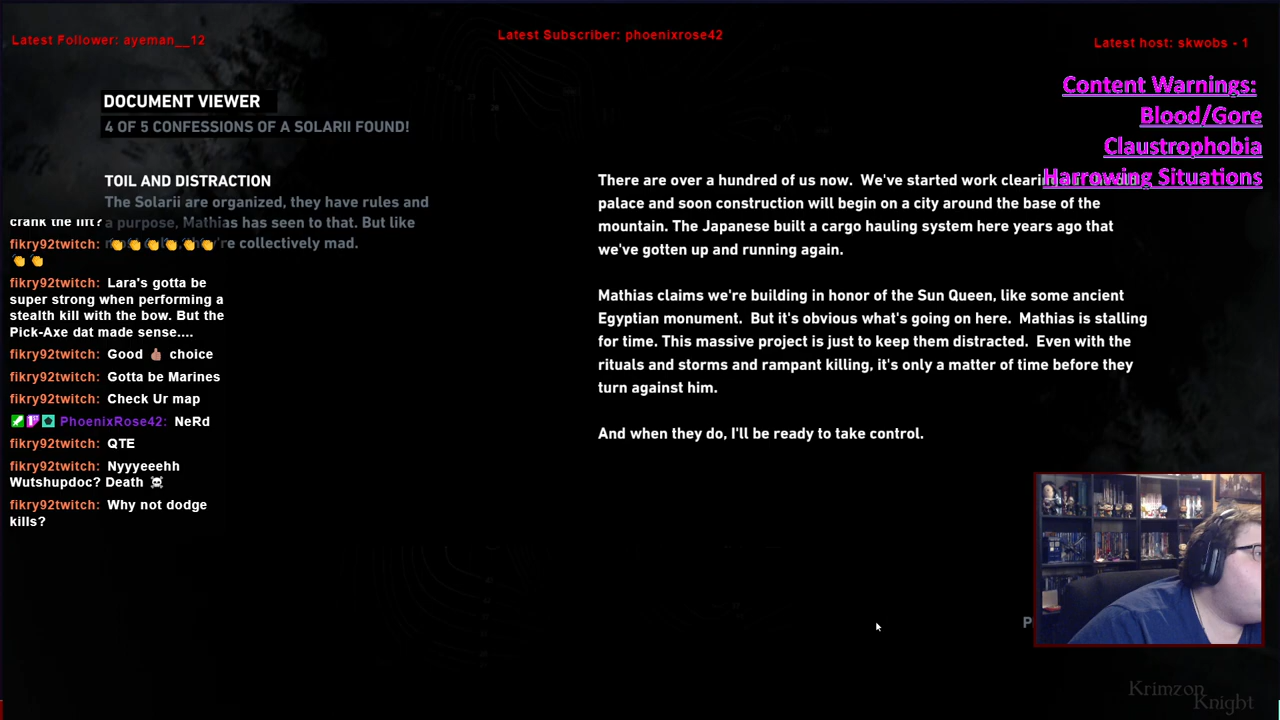 Latest Follower: ayeman__12
Latest Subscriber: phoenixrose42
Latest host: skwobs - 1
Content Warnings:
Blood/Gore
Claustrophobia
Harrowing Situations
DOCUMENT VIEWER
4 OF 5 CONFESSIONS OF A SOLARII FOUND!
TOIL AND DISTRACTION
The Solarii are organized, they have rules and
a purpose, Mathias has seen to that. But like
collectively mad.
crank the lift?
fikry92twitch: 👏👏👏👏👏👏
👏👏
fikry92twitch: Lara's gotta be
super strong when performing a
stealth kill with the bow. But the
Pick-Axe dat made sense....
fikry92twitch: Good 👍🏽 choice
fikry92twitch: Gotta be Marines
fikry92twitch: Check Ur map
PhoenixRose42: NeRd
fikry92twitch: QTE
fikry92twitch: Nyyyeeehh
Wutshupdoc? Death ☠️
fikry92twitch: Why not dodge
kills?
There are over a hundred of us now. We've started work
palace and soon construction will begin on a city around the base of the
mountain. The Japanese built a cargo hauling system here years ago that
we've gotten up and running again.
Mathias claims we're building in honor of the Sun Queen, like some ancient
Egyptian monument. But it's obvious what's going on here. Mathias is stalling
for time. This massive project is just to keep them distracted. Even with the
rituals and storms and rampant killing, it's only a matter of time before they
turn against him.
And when they do, I'll be ready to take control.
P
Krimzon
Knight